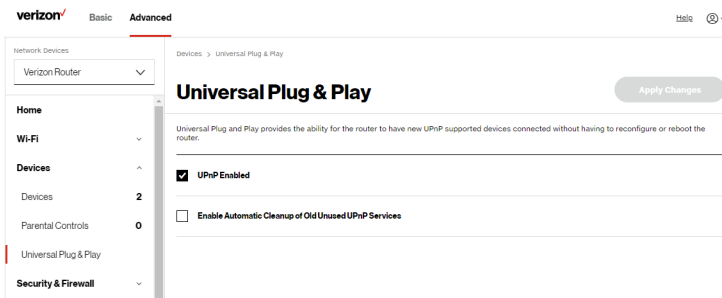 verizon✓ Basic Advanced Help
Network Devices
Verizon Router
Home
Wi-Fi
Devices
Devices 2
Parental Controls 0
Universal Plug & Play
Security & Firewall
Devices > Universal Plug & Play
Universal Plug & Play
Apply Changes
Universal Plug and Play provides the ability for the router to have new UPnP supported devices connected without having to reconfigure or reboot the
router.
UPnP Enabled
Enable Automatic Cleanup of Old Unused UPnP Services